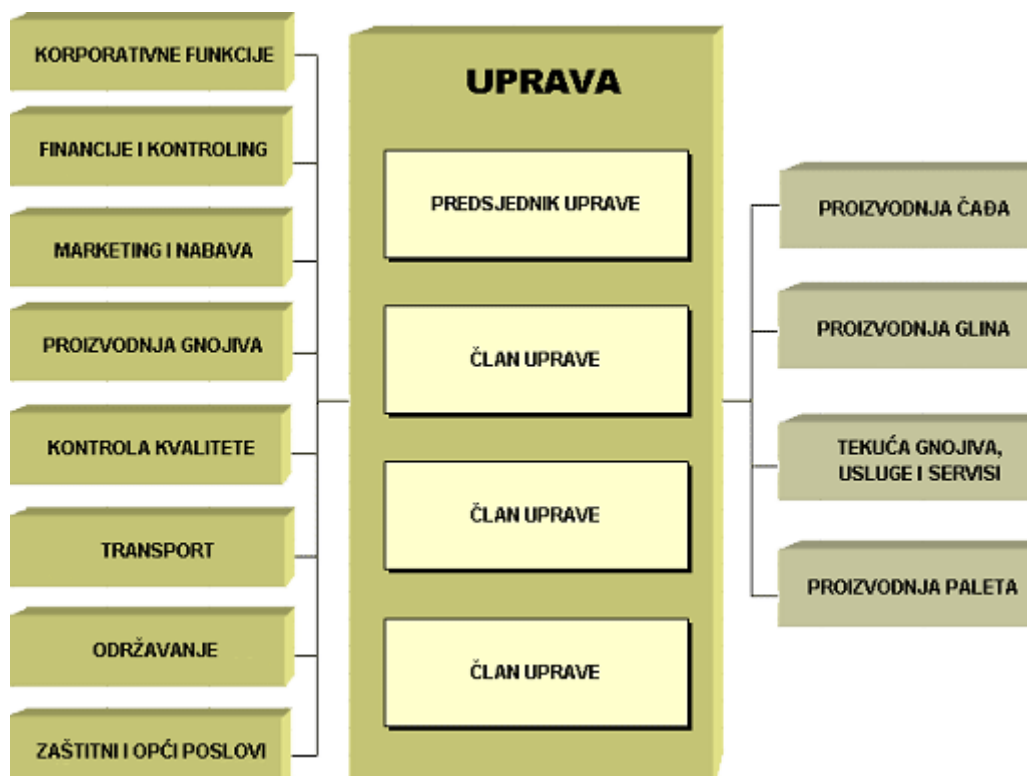 KORPORATIVNE FUNKCIJE
FINANCIJE I KONTROLING
MARKETING I NABAVA
PROIZVODNJA GNOJIVA
KONTROLA KVALITETE
TRANSPORT
ODRŽAVANJE
ZAŠTITNI I OPĆI POSLOVI
UPRAVA
PREDSJEDNIK UPRAVE
ČLAN UPRAVE
ČLAN UPRAVE
ČLAN UPRAVE
PROIZVODNJA ČAĐA
PROIZVODNJA GLINA
TEKUĆA GNOJIVA,
USLUGE I SERVISI
PROIZVODNJA PALETA